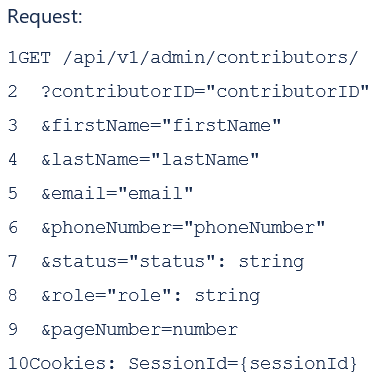 Request:
1GET /api/v1/admin/contributors/
2 ?contributorID="contributorID"
3 &firstName="firstName"
4 &lastName="lastName"
5 &email="email"
6 &phoneNumber="phoneNumber"
7 &status="status": string
8 &role="role": string
9 &pageNumber=number
10Cookies: SessionId={sessionId}